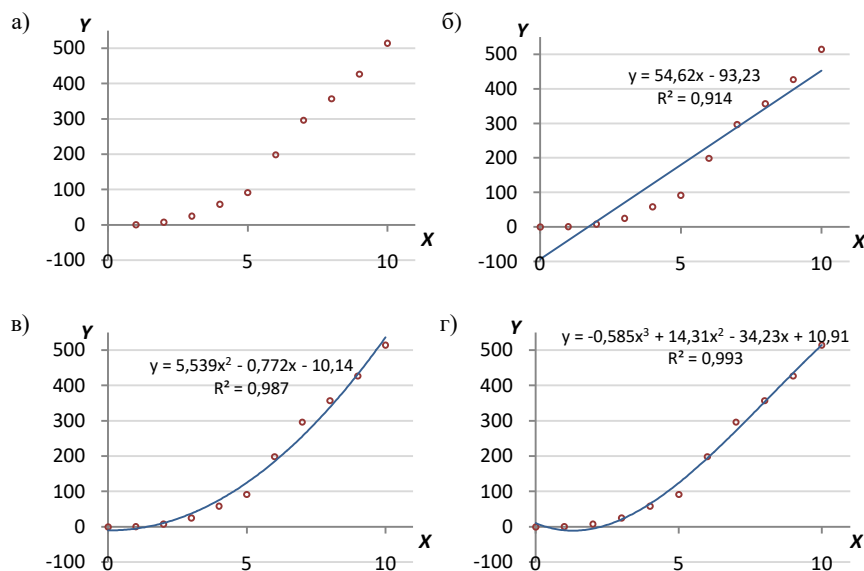 а)
Y
500
400
300
200
100
0
-100
0
5
10
X
б)
Y
500
400
300
200
100
0
-100
0
5
10
X
y = 54,62x - 93,23
R² = 0,914
в)
Y
500
400
300
200
100
0
-100
0
5
10
X
y = 5,539x² - 0,772x - 10,14
R² = 0,987
г)
Y
500
400
300
200
100
0
-100
0
5
10
X
y = -0,585x³ + 14,31x² - 34,23x + 10,91
R² = 0,993